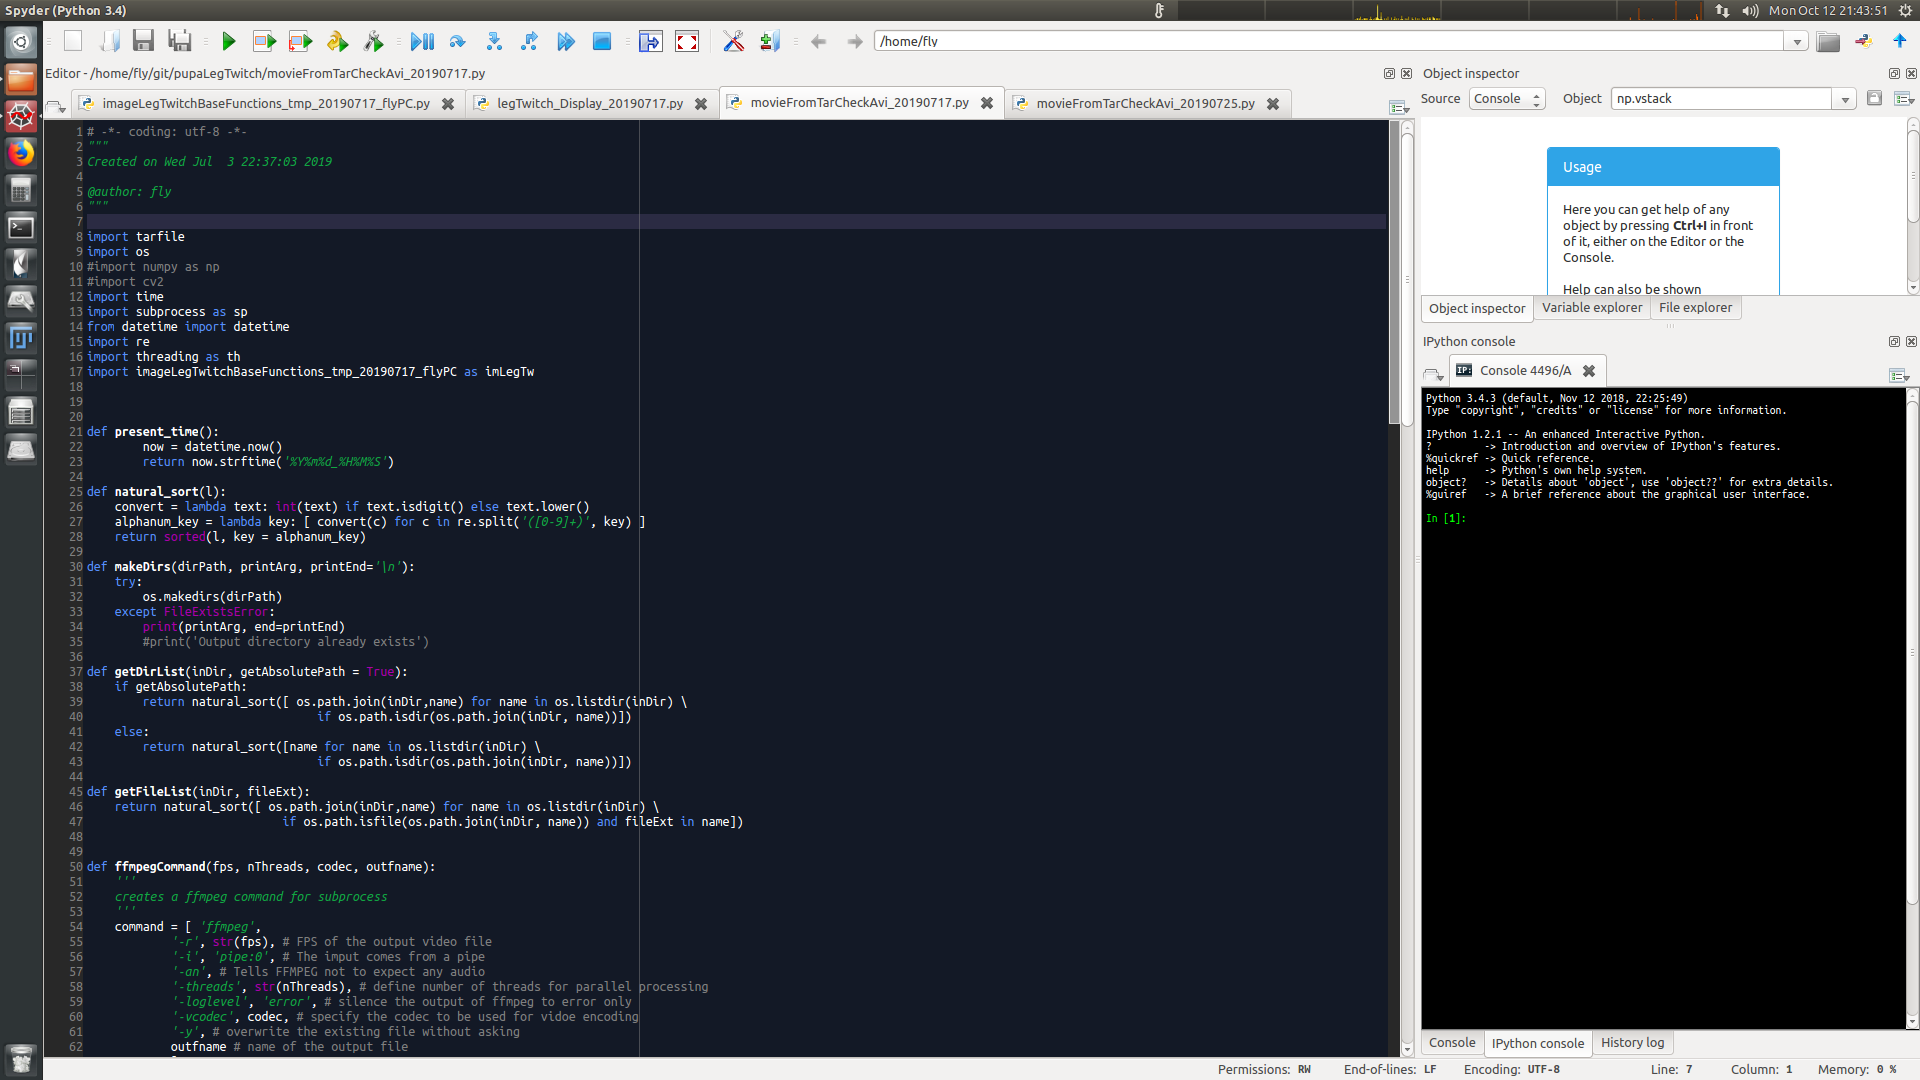 Spyder (Python 3.4)
Mon Oct 12 21:43:51
/home/fly
Editor - /home/fly/git/pupaLegTwitch/movieFromTarCheckAvi_20190717.py
imageLegTwitchBaseFunctions_tmp_20190717_flyPC.py
legTwitch_Display_20190717.py
movieFromTarCheckAvi_20190717.py
movieFromTarCheckAvi_20190725.py
1 # -*- coding: utf-8 -*-
2 """
3 Created on Wed Jul  3 22:37:03 2019
4
5 @author: fly
6 """
7
8 import tarfile
9 import os
10 #import numpy as np
11 #import cv2
12 import time
13 import subprocess as sp
14 from datetime import datetime
15 import re
16 import threading as th
17 import imageLegTwitchBaseFunctions_tmp_20190717_flyPC as imLegTw
18
19
20
21 def present_time():
22         now = datetime.now()
23         return now.strftime('%Y%m%d_%H%M%S')
24
25 def natural_sort(l):
26     convert = lambda text: int(text) if text.isdigit() else text.lower()
27     alphanum_key = lambda key: [ convert(c) for c in re.split('([0-9]+)', key) ]
28     return sorted(l, key = alphanum_key)
29
30 def makeDirs(dirPath, printArg, printEnd='\n'):
31     try:
32         os.makedirs(dirPath)
33     except FileExistsError:
34         print(printArg, end=printEnd)
35         #print('Output directory already exists')
36
37 def getDirList(inDir, getAbsolutePath = True):
38     if getAbsolutePath:
39         return natural_sort([ os.path.join(inDir,name) for name in os.listdir(inDir) \
40                                  if os.path.isdir(os.path.join(inDir, name))])
41     else:
42         return natural_sort([name for name in os.listdir(inDir) \
43                                  if os.path.isdir(os.path.join(inDir, name))])
44
45 def getFileList(inDir, fileExt):
46     return natural_sort([ os.path.join(inDir,name) for name in os.listdir(inDir) \
47                             if os.path.isfile(os.path.join(inDir, name)) and fileExt in name])
48
49
50 def ffmpegCommand(fps, nThreads, codec, outfname):
51     '''
52     creates a ffmpeg command for subprocess
53     '''
54     command = [ 'ffmpeg',
55             '-r', str(fps), # FPS of the output video file
56             '-i', 'pipe:0', # The imput comes from a pipe
57             '-an', # Tells FFMPEG not to expect any audio
58             '-threads', str(nThreads), # define number of threads for parallel processing
59             '-loglevel', 'error', # silence the output of ffmpeg to error only
60             '-vcodec', codec, # specify the codec to be used for vidoe encoding
61             '-y', # overwrite the existing file without asking
62             outfname # name of the output file
Object inspector
Source Console Object np.vstack
Usage
Here you can get help of any
object by pressing Ctrl+I in front
of it, either on the Editor or the
Console.
Help can also be shown
Object inspector Variable explorer File explorer
IPython console
IP: Console 4496/A
Python 3.4.3 (default, Nov 12 2018, 22:25:49)
Type "copyright", "credits" or "license" for more information.
IPython 1.2.1 -- An enhanced Interactive Python.
?         -> Introduction and overview of IPython's features.
%quickref -> Quick reference.
help      -> Python's own help system.
object?   -> Details about 'object', use 'object??' for extra details.
%guiref   -> A brief reference about the graphical user interface.
In [1]:
Console IPython console History log
Permissions: RW End-of-lines: LF Encoding: UTF-8 Line: 7 Column: 1 Memory: 0 %